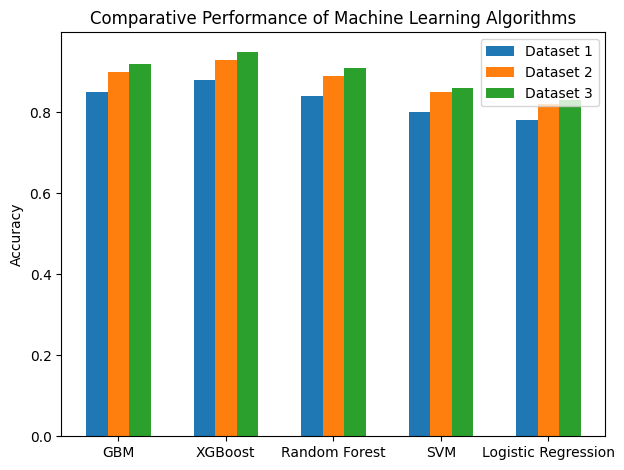 Comparative Performance of Machine Learning Algorithms
Dataset 1
Dataset 2
Dataset 3
Accuracy
0.8
0.6
0.4
0.2
0.0
GBM
XGBoost
Random Forest
SVM
Logistic Regression